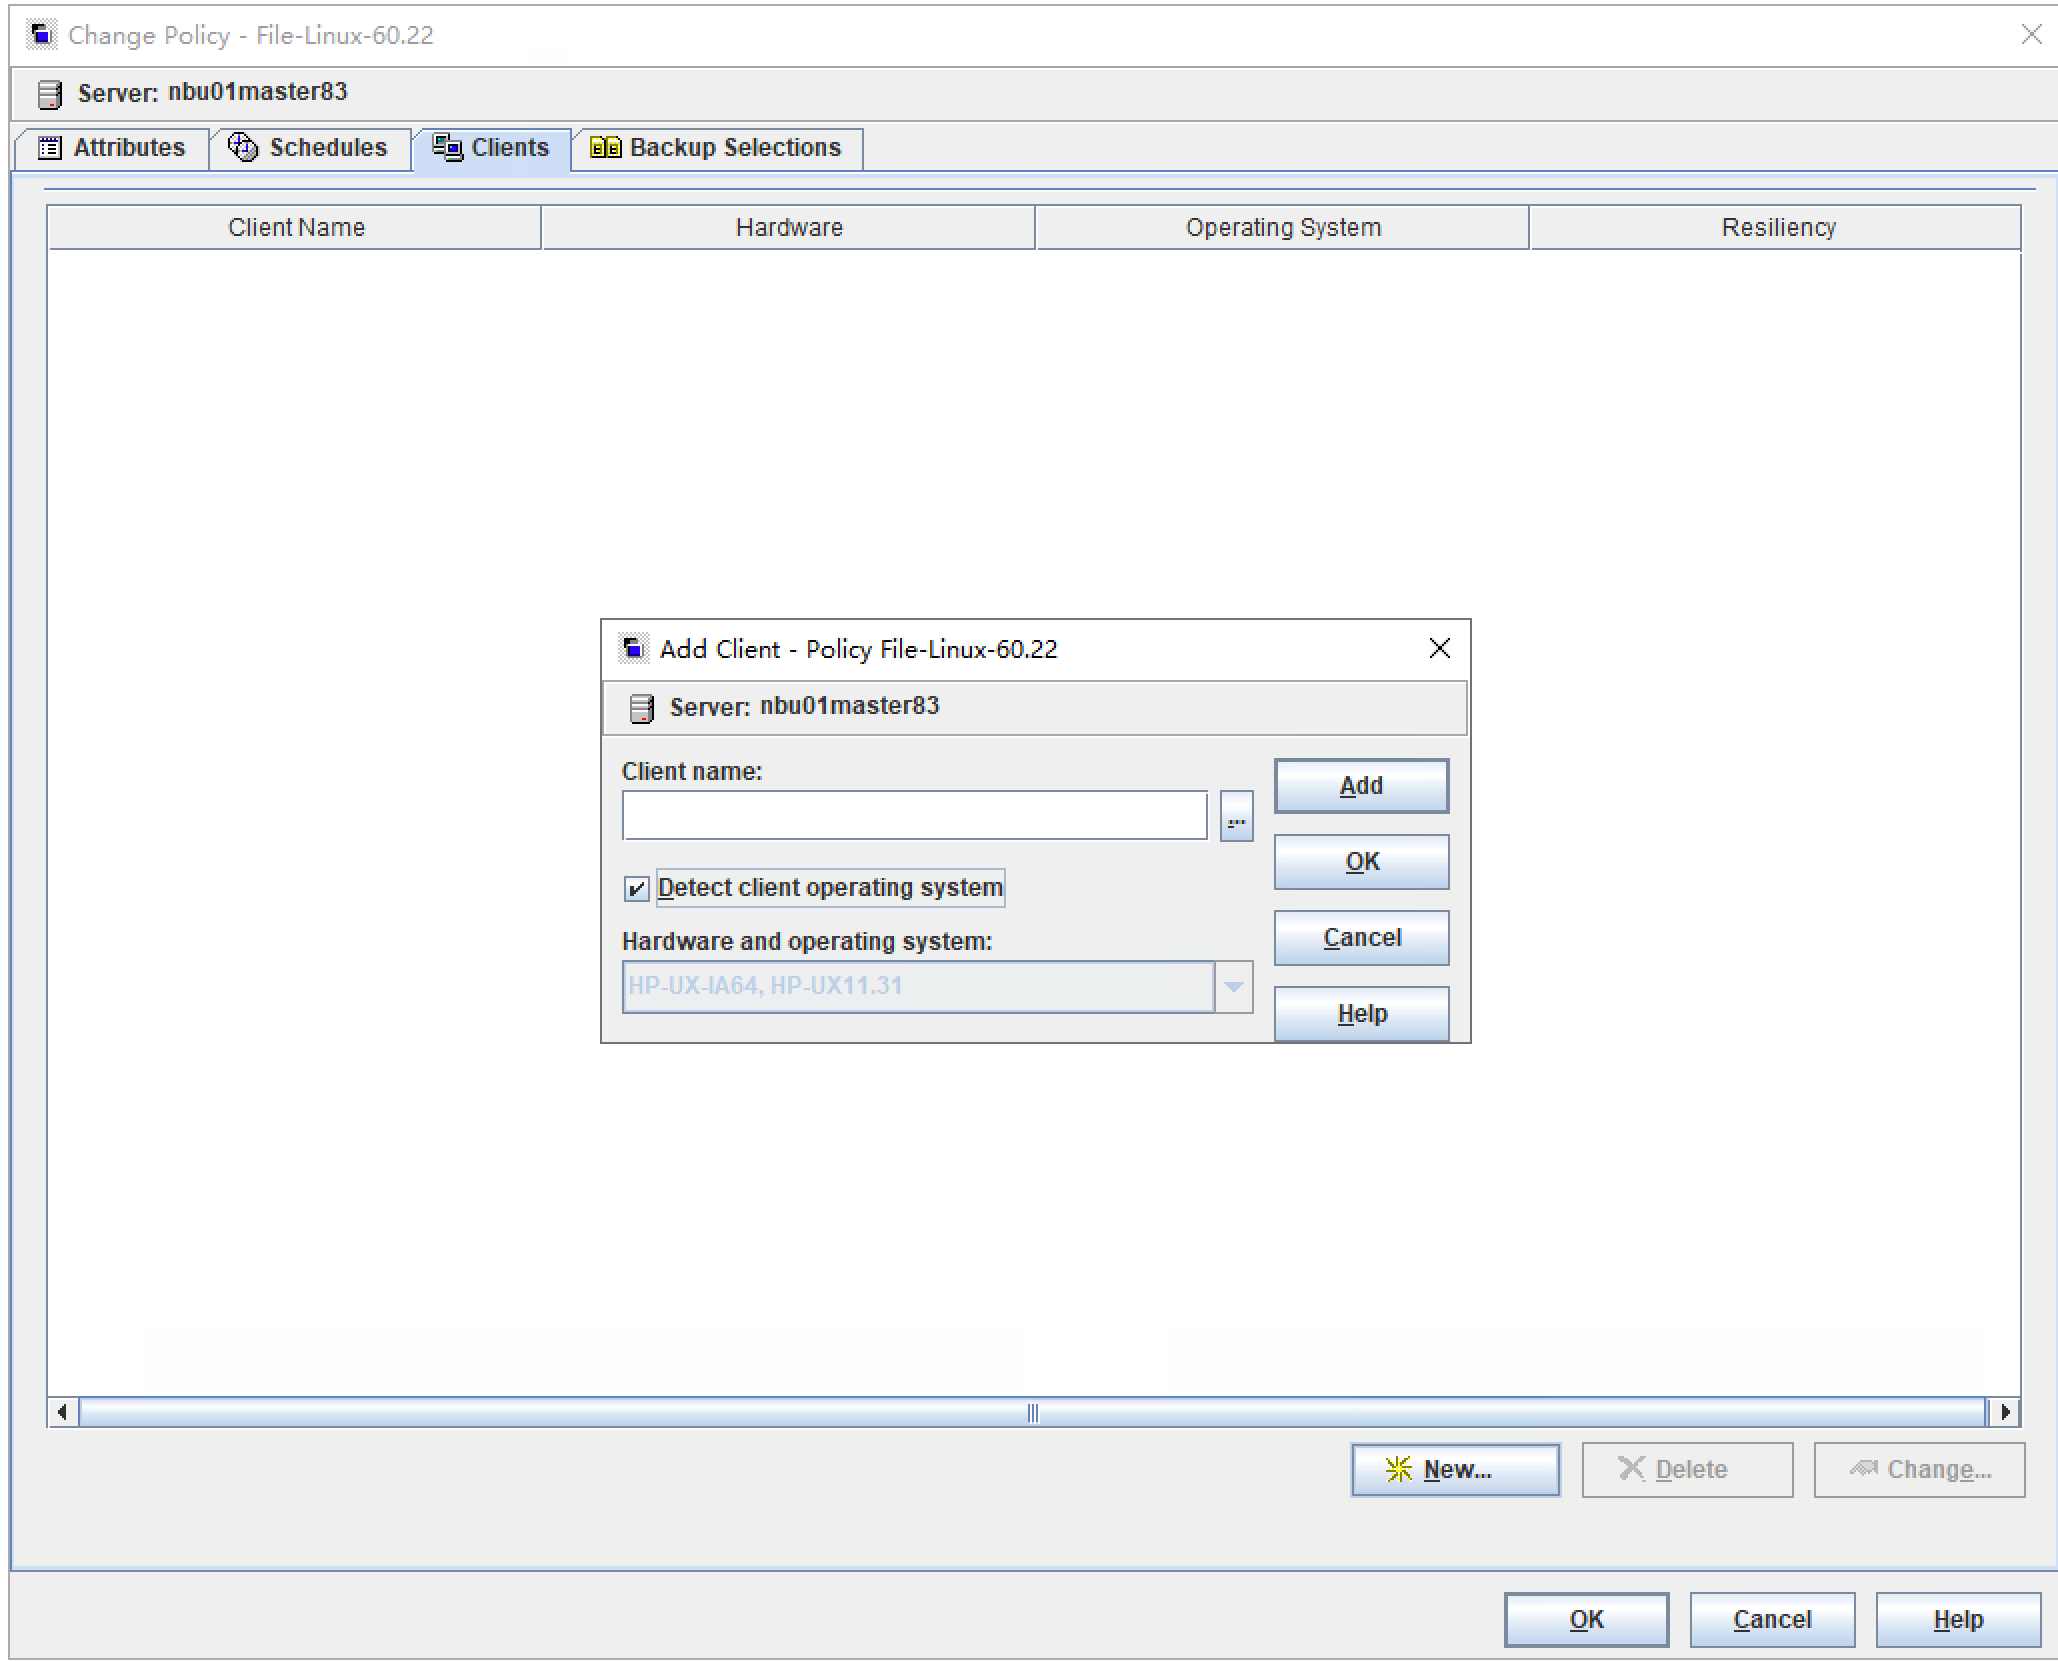 Change Policy - File-Linux-60.22
Server: nbu01master83
Attributes Schedules Clients Backup Selections
Client Name Hardware Operating System Resiliency
Add Client - Policy File-Linux-60.22
Server: nbu01master83
Client name:
Add
...
OK
Detect client operating system
Cancel
Hardware and operating system:
HP-UX-IA64, HP-UX11.31
Help
New... Delete Change...
OK Cancel Help